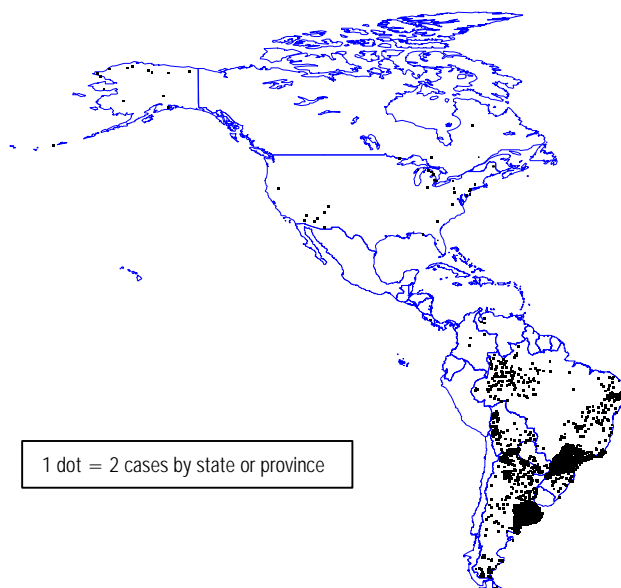 1 dot = 2 cases by state or province